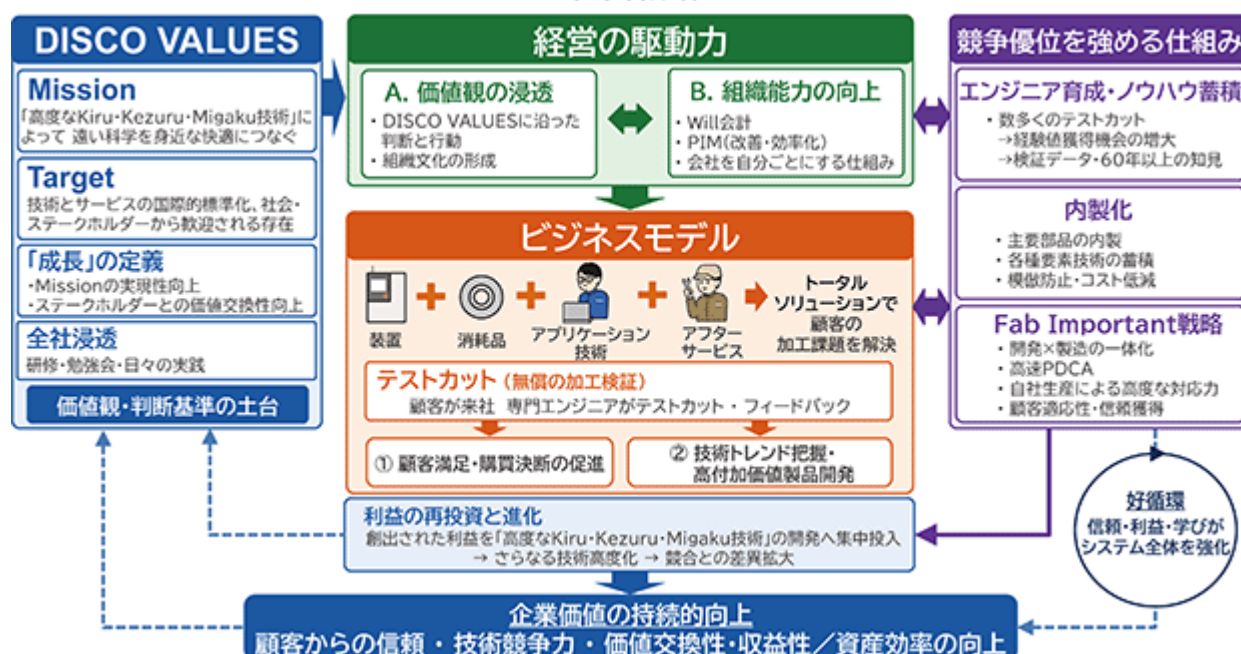 DISCO VALUES
Mission
「高度なKiru・Kezuru・Migaku技術」に
よって 遠い科学を身近な快適につなぐ
Target
技術とサービスの国際的標準化、社会・
ステークホルダーから歓迎される存在
「成長」の定義
・Missionの実現性向上
・ステークホルダーとの価値交換性向上
全社浸透
研修・勉強会・日々の実践
価値観・判断基準の土台
経営の駆動力
A. 価値観の浸透
・DISCO VALUESに沿った
判断と行動
・組織文化の形成
B. 組織能力の向上
・Will会計
・PIM(改善・効率化)
・会社を自分ごとにする仕組み
ビジネスモデル
装置
消耗品
アプリケーション
技術
アフター
サービス
トータル
ソリューションで
顧客の
加工課題を解決
テストカット(無償の加工検証)
顧客が来社 専門エンジニアがテストカット・フィードバック
① 顧客満足・購買決断の促進
② 技術トレンド把握・
高付加価値製品開発
利益の再投資と進化
創出された利益を「高度なKiru・Kezuru・Migaku技術」の開発へ集中投入
→ さらなる技術高度化 → 競合との差異拡大
競争優位を強める仕組み
エンジニア育成・ノウハウ蓄積
・数多くのテストカット
→経験値獲得機会の増大
→検証データ・60年以上の知見
内製化
・主要部品の内製
・各種要素技術の蓄積
・模倣防止・コスト低減
Fab Important戦略
・開発×製造の一体化
・高速PDCA
・自社生産による高度な対応力
・顧客適応性・信頼獲得
好循環
信頼・利益・学びが
システム全体を強化
企業価値の持続的向上
顧客からの信頼・技術競争力・価値交換性・収益性/資産効率の向上